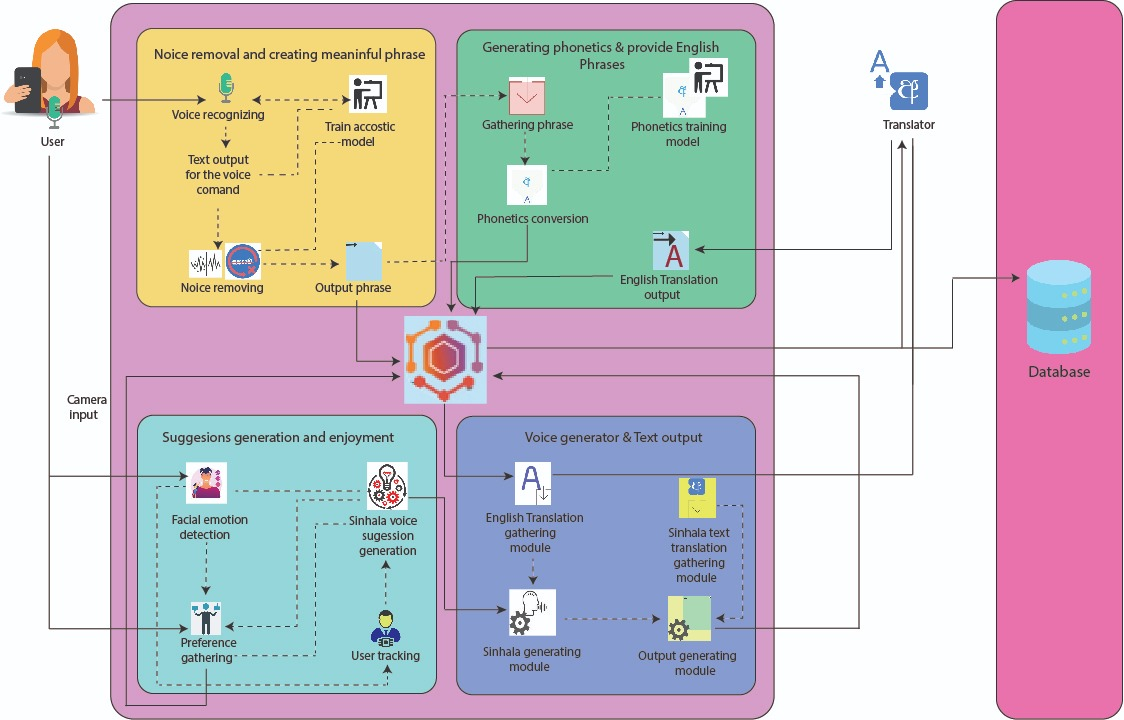 Noice removal and creating meaninful phrase
Voice recognizing
Train accostic
model
Text output
for the voice
comand
Noice removing
Output phrase
Generating phonetics & provide English
Phrases
Gathering phrase
Phonetics training
model
Phonetics conversion
English Translation
output
User
Translator
Database
Camera
input
Suggesions generation and enjoyment
Facial emotion
detection
Sinhala voice
sugession
generation
Preference
gathering
User tracking
Voice generator & Text output
English Translation
gathering
module
Sinhala text
translation
gathering
module
Sinhala generating
module
Output generating
module